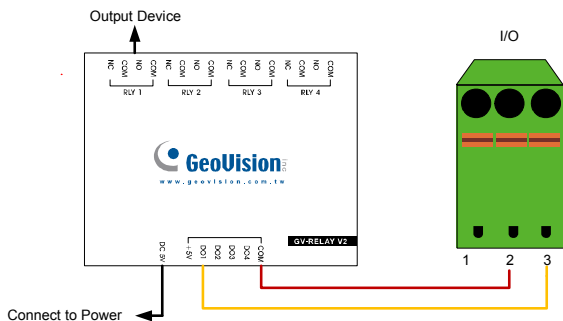 Output Device
I/O
NC COM NO COM NC COM NO COM NC COM NO COM NC COM NO COM
RLY 1 RLY 2 RLY 3 RLY 4
GeoVision Inc
www.geovision.com.tw
GV-RELAY V2
DC 5V +5V DO1 DO2 DO3 DO4 COM
1 2 3
Connect to Power